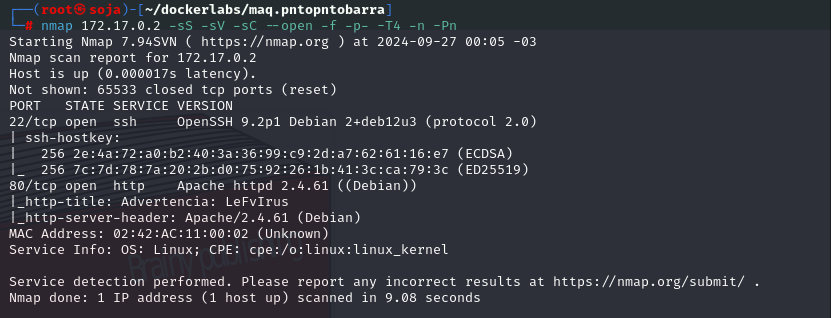 ┌──(root㉿soja)-[~/dockerlabs/maq.pntopntobarra]
└─# nmap 172.17.0.2 -sS -sV -sC --open -f -p- -T4 -n -Pn
Starting Nmap 7.94SVN ( https://nmap.org ) at 2024-09-27 00:05 -03
Nmap scan report for 172.17.0.2
Host is up (0.000017s latency).
Not shown: 65533 closed tcp ports (reset)
PORT   STATE SERVICE VERSION
22/tcp open  ssh     OpenSSH 9.2p1 Debian 2+deb12u3 (protocol 2.0)
| ssh-hostkey:
|   256 2e:4a:72:a0:b2:40:3a:36:99:c9:2d:a7:62:61:16:e7 (ECDSA)
|_  256 7c:7d:78:7a:20:2b:d0:75:92:26:1b:41:3c:ca:79:3c (ED25519)
80/tcp open  http    Apache httpd 2.4.61 ((Debian))
|_http-title: Advertencia: LeFvIrus
|_http-server-header: Apache/2.4.61 (Debian)
MAC Address: 02:42:AC:11:00:02 (Unknown)
Service Info: OS: Linux; CPE: cpe:/o:linux:linux_kernel
Service detection performed. Please report any incorrect results at https://nmap.org/submit/ .
Nmap done: 1 IP address (1 host up) scanned in 9.08 seconds